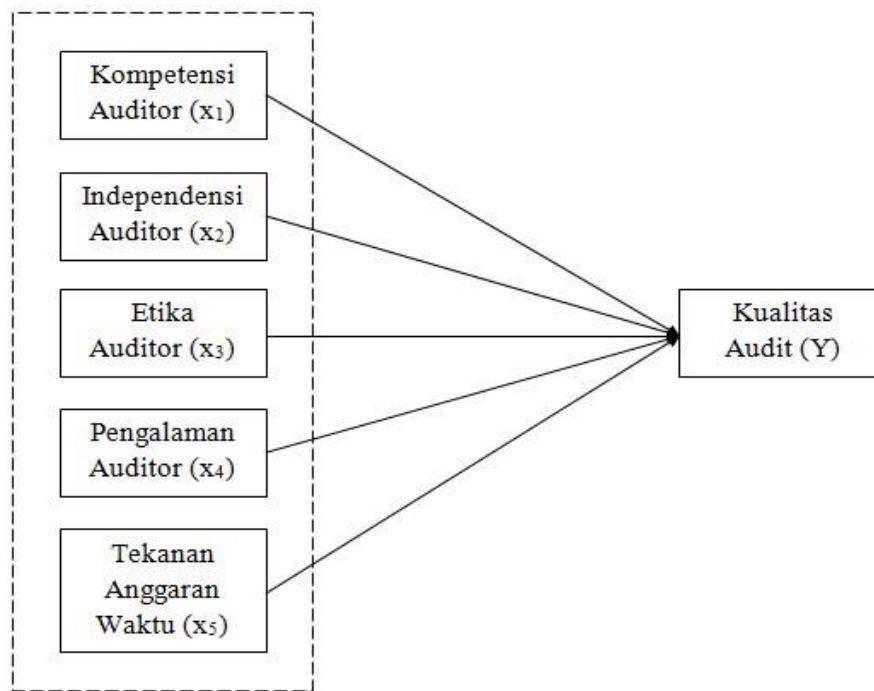 Kompetensi
Auditor (x₁)
Independensi
Auditor (x₂)
Etika
Auditor (x₃)
Pengalaman
Auditor (x₄)
Tekanan
Anggaran
Waktu (x₅)
Kualitas
Audit (Y)